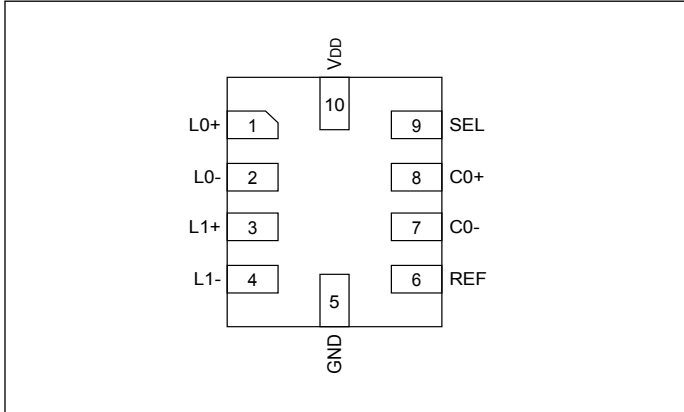 VDD
10
L0+ 1 9 SEL
L0- 2 8 C0+
L1+ 3 7 C0-
L1- 4 6 REF
5
GND